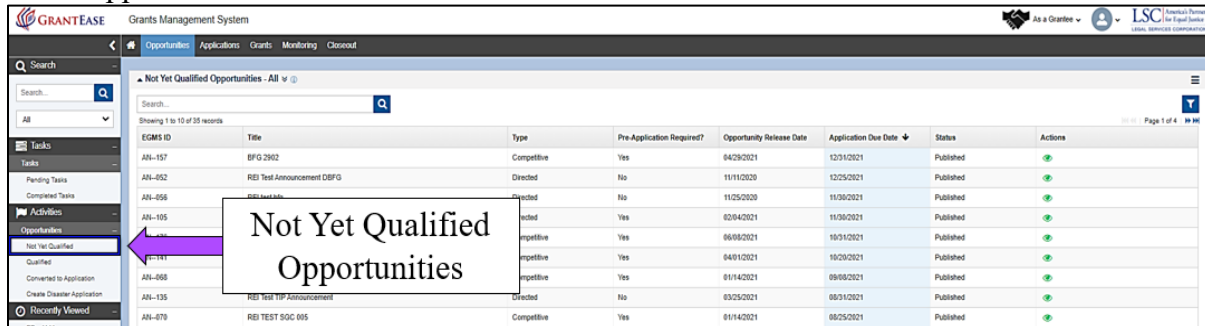 GRANTEASE Grants Management System As a Grantee LSC America's Partner for Equal Justice LEGAL SERVICES CORPORATION
Opportunities Applications Grants Monitoring Closeout
Search
Search...
All
Tasks
Tasks
Pending Tasks
Completed Tasks
Activities
Opportunities
Not Yet Qualified
Qualified
Converted to Application
Create Disaster Application
Recently Viewed
Not Yet Qualified Opportunities - All
Search...
Showing 1 to 10 of 35 records Page 1 of 4
EGMS ID Title Type Pre-Application Required? Opportunity Release Date Application Due Date Status Actions
AN--157 BFG 2902 Competitive Yes 04/29/2021 12/31/2021 Published
AN--052 REI Test Announcement DBFG Directed No 11/11/2020 12/25/2021 Published
AN--056 No 11/25/2020 11/30/2021 Published
AN--105 Yes 02/04/2021 11/30/2021 Published
Yes 06/08/2021 10/31/2021 Published
Yes 04/01/2021 10/20/2021 Published
AN--068 Yes 01/14/2021 09/08/2021 Published
AN--135 REI Test TIP Announcement Directed No 03/25/2021 08/31/2021 Published
AN--070 REI TEST SGC 005 Competitive Yes 01/14/2021 08/25/2021 Published
Not Yet Qualified
Opportunities